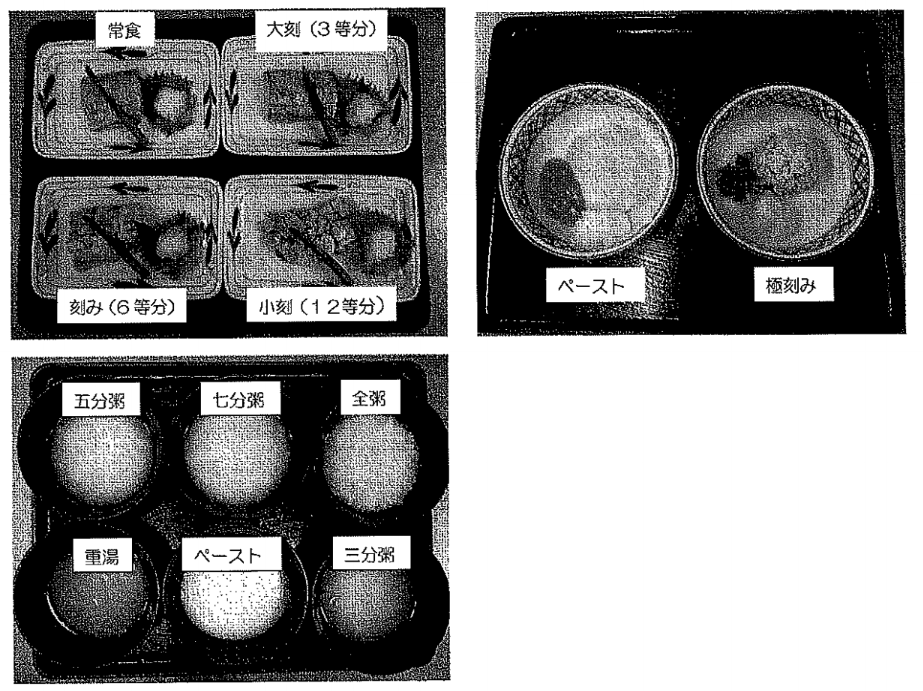 常食
大刻（3等分）
刻み（6等分）
小刻（12等分）
ペースト
極刻み
五分粥
七分粥
全粥
重湯
ペースト
三分粥